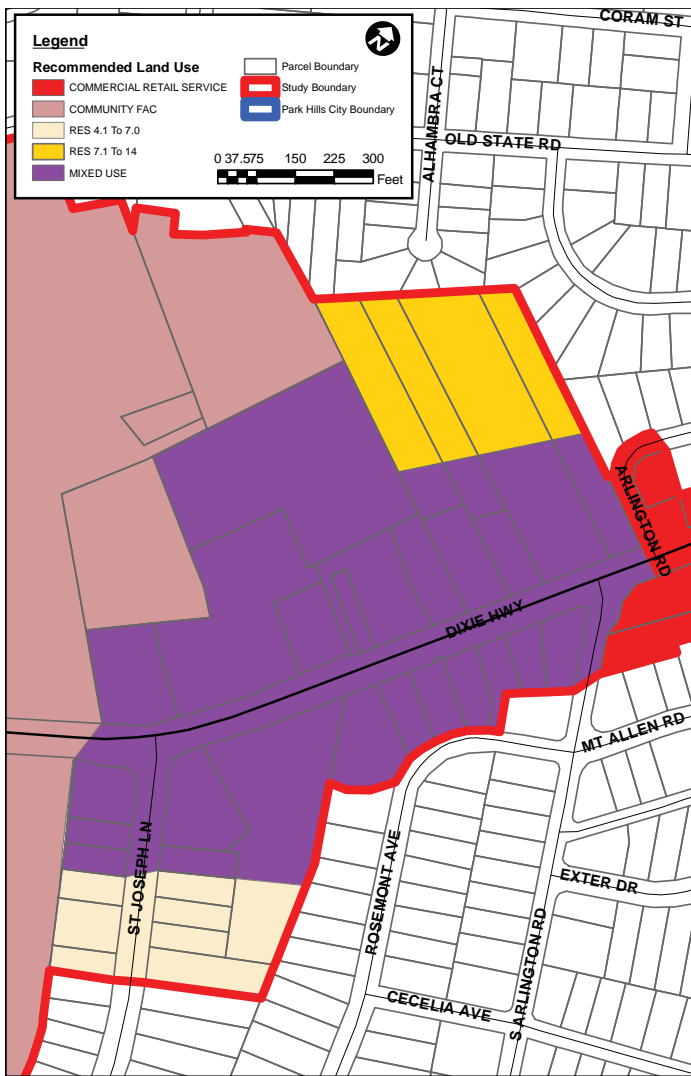 Legend
Recommended Land Use
COMMERCIAL RETAIL SERVICE
COMMUNITY FAC
RES 4.1 To 7.0
RES 7.1 To 14
MIXED USE
Parcel Boundary
Study Boundary
Park Hills City Boundary
0 37.575 150 225 300
Feet
N
CORAM ST
ALHAMBRA CT
OLD STATE RD
ARLINGTON RD
DIXIE HWY
MT ALLEN RD
ST JOSEPH LN
ROSEMONT AVE
EXTER DR
S ARLINGTON RD
CECELIA AVE